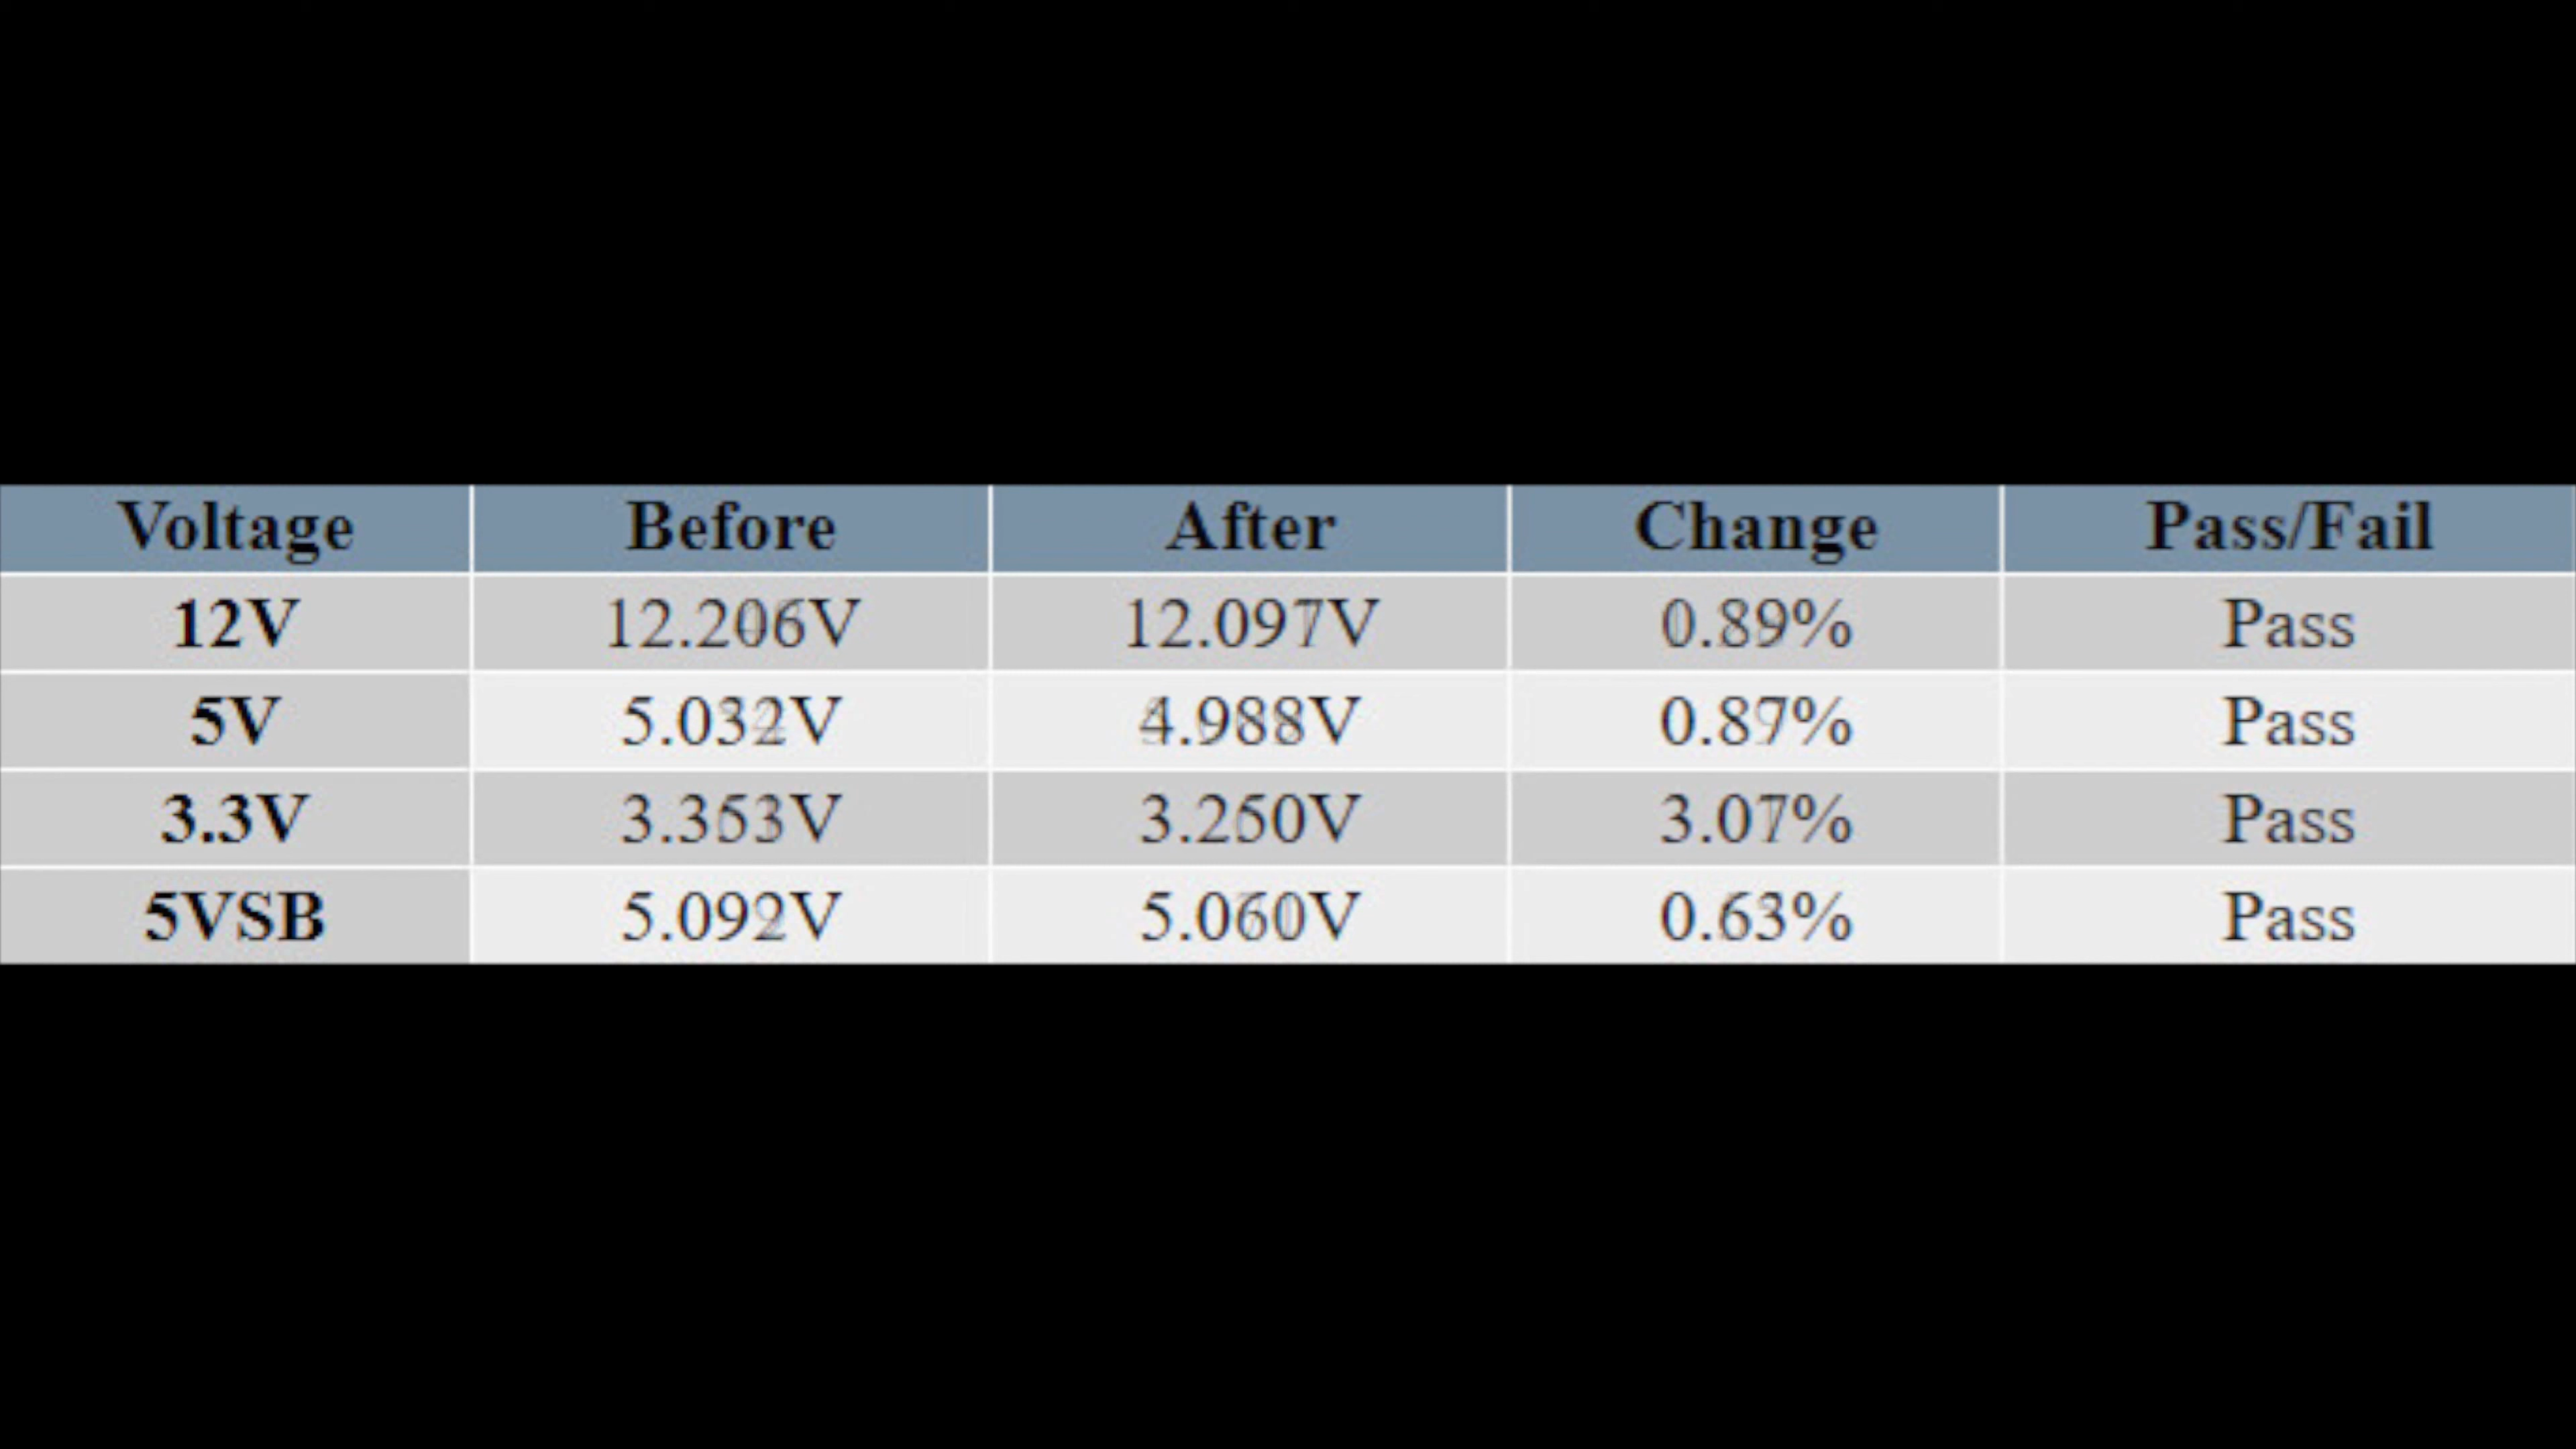 Voltage Before After Change Pass/Fail
12V 12.206V 12.097V 0.89% Pass
5V 5.032V 4.988V 0.87% Pass
3.3V 3.353V 3.250V 3.07% Pass
5VSB 5.092V 5.060V 0.63% Pass